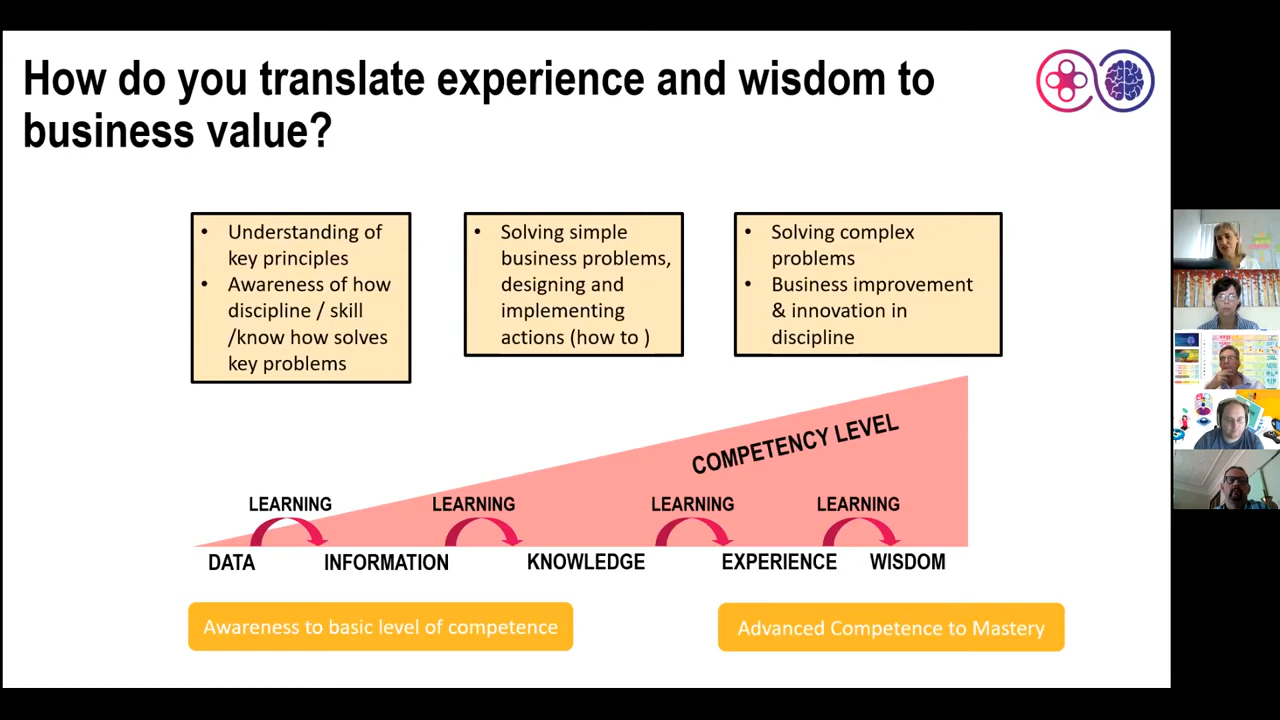 How do you translate experience and wisdom to
business value?
• Understanding of
key principles
• Awareness of how
discipline / skill
/know how solves
key problems
• Solving simple
business problems,
designing and
implementing
actions (how to )
• Solving complex
problems
• Business improvement
& innovation in
discipline
COMPETENCY LEVEL
LEARNING
LEARNING
LEARNING
LEARNING
DATA
INFORMATION
KNOWLEDGE
EXPERIENCE
WISDOM
Awareness to basic level of competence
Advanced Competence to Mastery